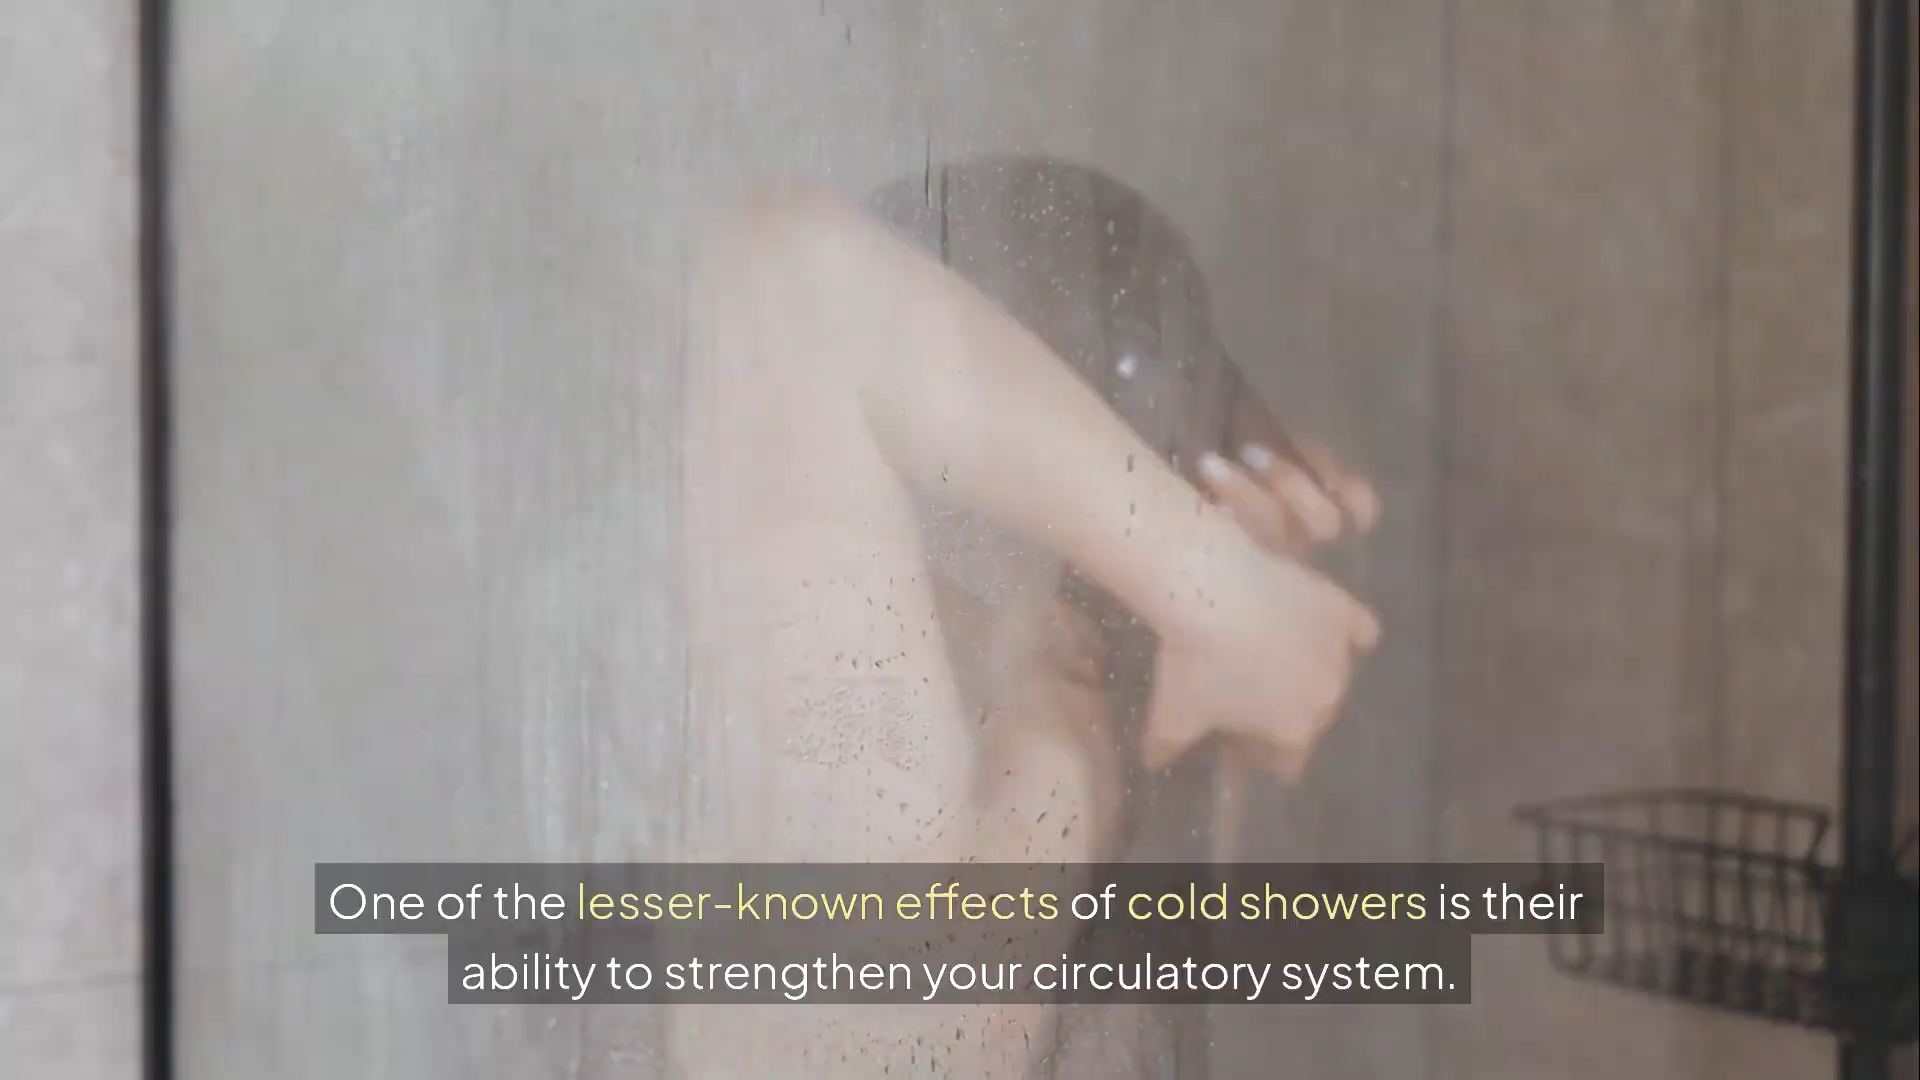 One of the lesser-known effects of cold showers is their
ability to strengthen your circulatory system.